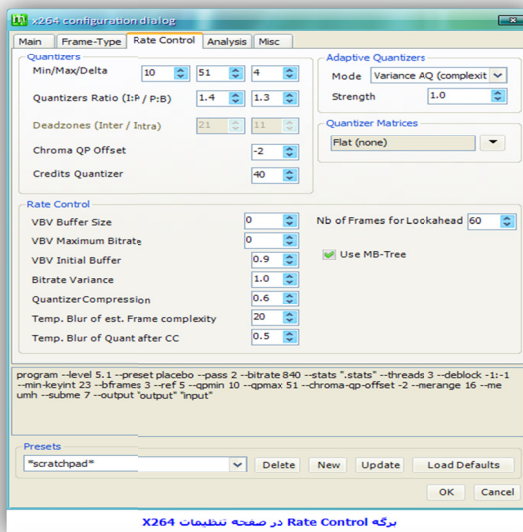 x264 configuration dialog
Main Frame-Type Rate Control Analysis Misc
Quantizers
Min/Max/Delta 10 51 4
Quantizers Ratio (I:P / P:B) 1.4 1.3
Deadzones (Inter / Intra) 21 11
Chroma QP Offset -2
Credits Quantizer 40
Adaptive Quantizers
Mode Variance AQ (complexit
Strength 1.0
Quantizer Matrices
Flat (none)
Rate Control
VBV Buffer Size 0
VBV Maximum Bitrate 0
VBV Initial Buffer 0.9
Bitrate Variance 1.0
Quantizer Compression 0.6
Temp. Blur of est. Frame complexity 20
Temp. Blur of Quant after CC 0.5
Nb of Frames for Lookahead 60
Use MB-Tree
program --level 5.1 --preset placebo --pass 2 --bitrate 840 --stats ".stats" --threads 3 --deblock -1:-1
--min-keyint 23 --bframes 3 --ref 5 --qpmin 10 --qpmax 51 --chroma-qp-offset -2 --merange 16 --me
umh --subme 7 --output "output" "input"
Presets
*scratchpad* Delete New Update Load Defaults
OK Cancel
برگه Rate Control در صفحه تنظیمات X264